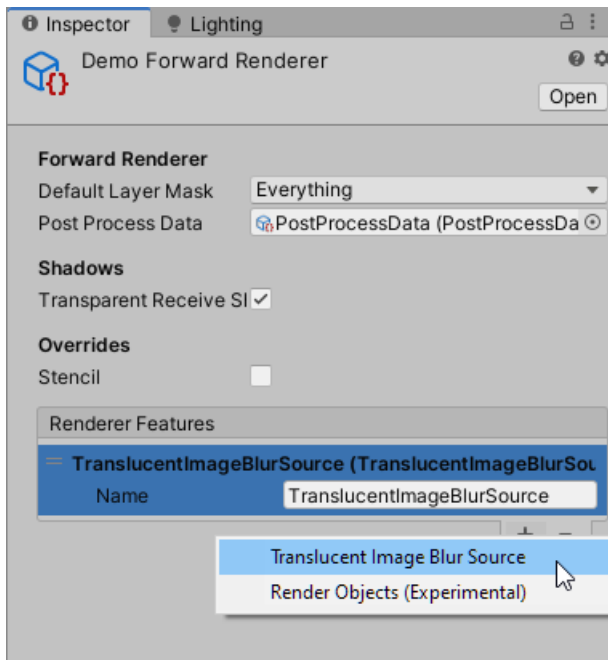 Inspector
Lighting
Demo Forward Renderer
Open
Forward Renderer
Default Layer Mask Everything
Post Process Data PostProcessData (PostProcessDa
Shadows
Transparent Receive SI
Overrides
Stencil
Renderer Features
TranslucentImageBlurSource (TranslucentImageBlurSou
Name TranslucentImageBlurSource
Translucent Image Blur Source
Render Objects (Experimental)